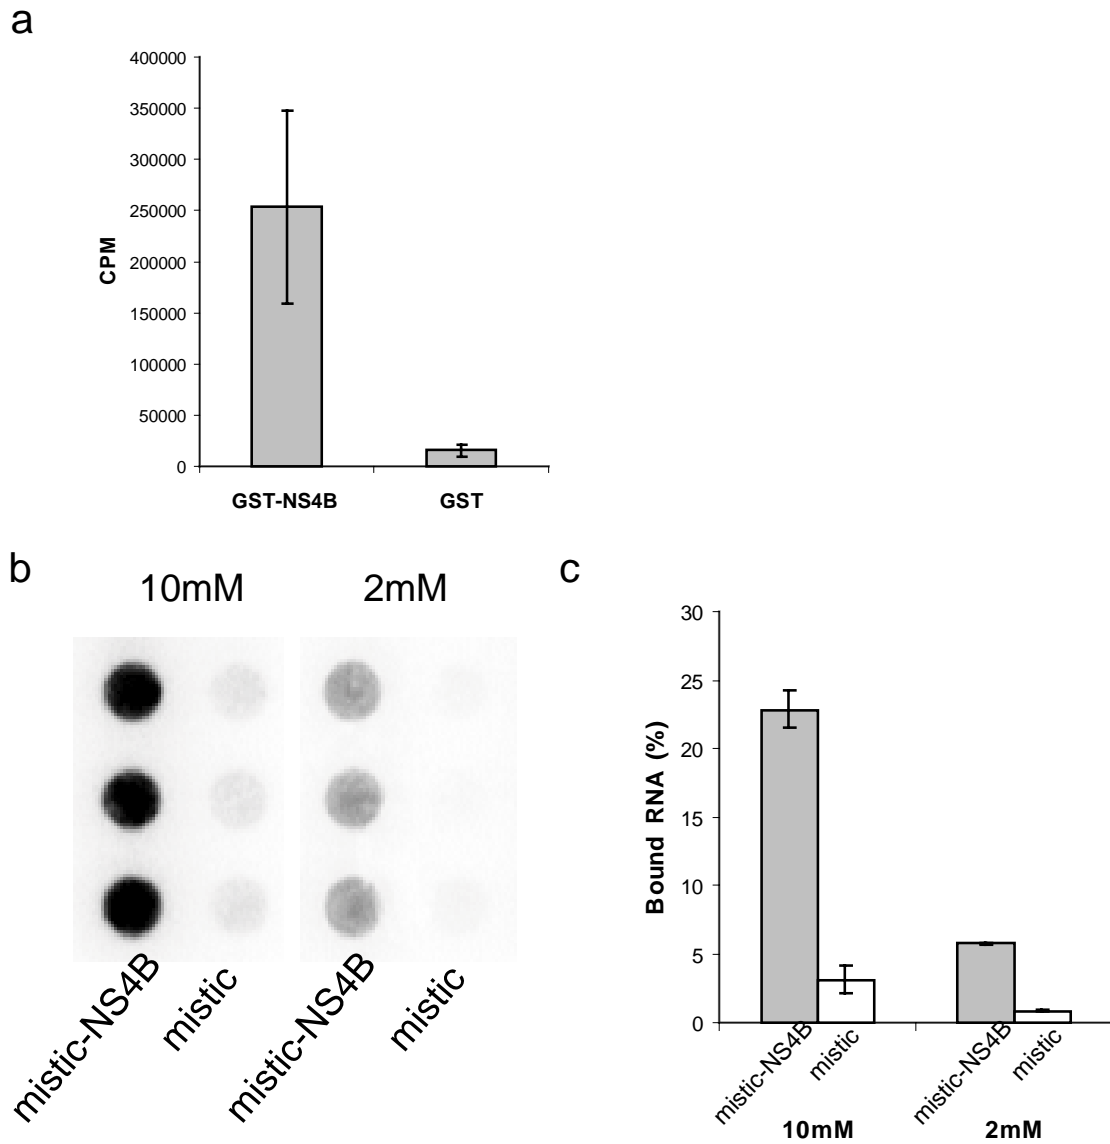 a
400000
350000
300000
250000
200000
150000
100000
50000
0
CPM
GST-NS4B
GST
b
10mM
2mM
mistic-NS4B
mistic
mistic-NS4B
mistic
c
30
25
20
15
10
5
0
Bound RNA (%)
mistic-NS4B
mistic
mistic-NS4B
mistic
10mM
2mM